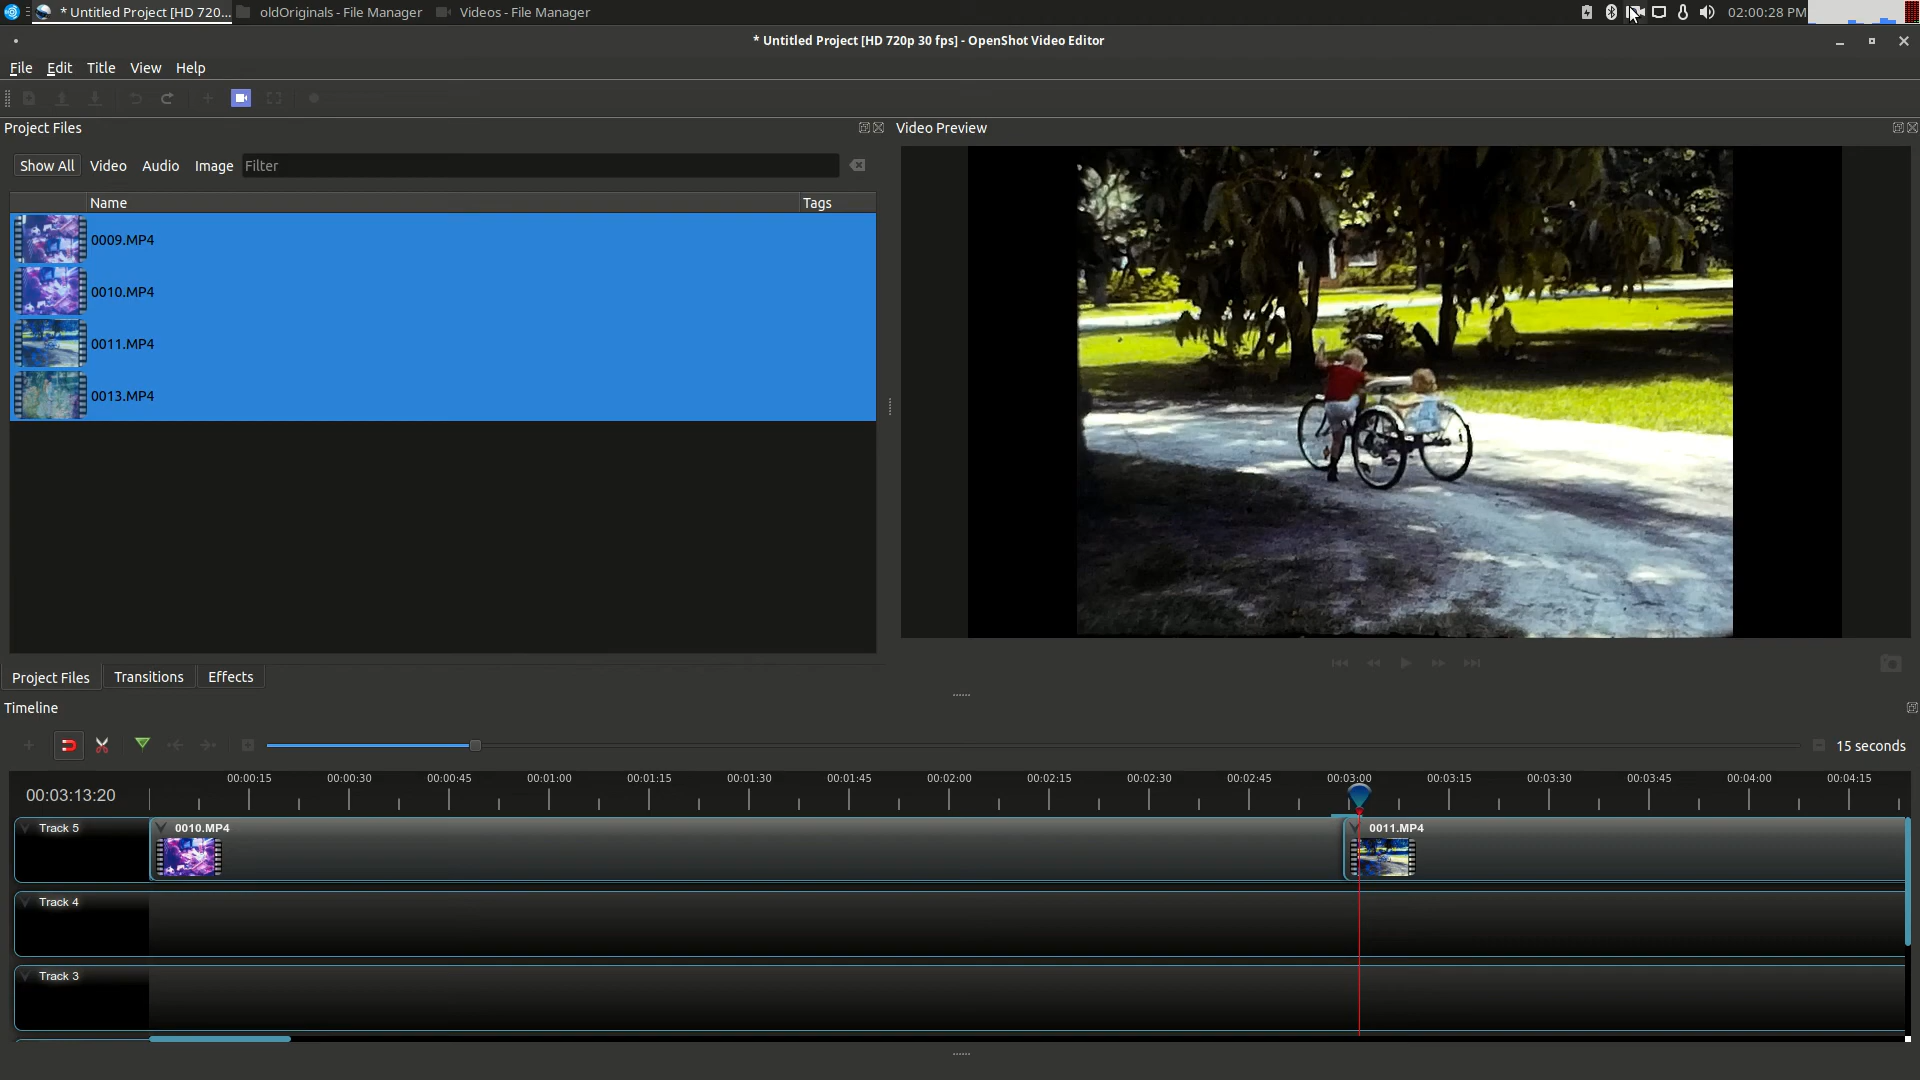 * Untitled Project [HD 720... oldOriginals - File Manager Videos - File Manager 02:00:28 PM
* Untitled Project [HD 720p 30 fps] - OpenShot Video Editor
File Edit Title View Help
Project Files
Video Preview
Show All Video Audio Image Filter
Name Tags
0009.MP4
0010.MP4
0011.MP4
0013.MP4
Project Files Transitions Effects
Timeline
15 seconds
00:03:13:20 00:00:15 00:00:30 00:00:45 00:01:00 00:01:15 00:01:30 00:01:45 00:02:00 00:02:15 00:02:30 00:02:45 00:03:00 00:03:15 00:03:30 00:03:45 00:04:00 00:04:15
Track 5 0010.MP4 0011.MP4
Track 4
Track 3